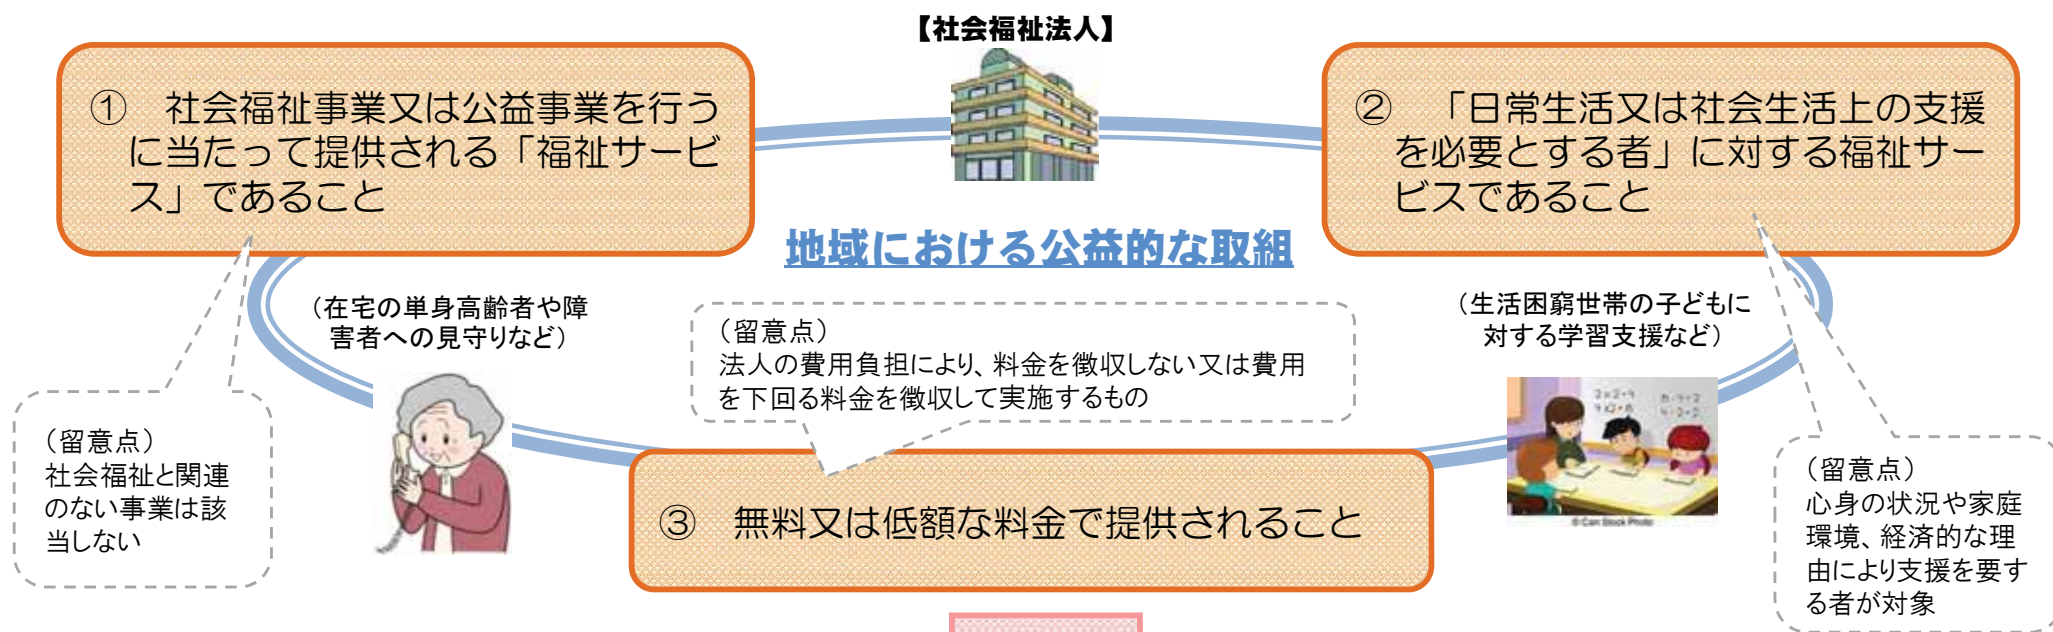 【社会福祉法人】
① 社会福祉事業又は公益事業を行う
に当たって提供される「福祉サービ
ス」であること
② 「日常生活又は社会生活上の支援
を必要とする者」に対する福祉サー
ビスであること
地域における公益的な取組
(在宅の単身高齢者や障
害者への見守りなど)
(留意点)
法人の費用負担により、料金を徴収しない又は費用
を下回る料金を徴収して実施するもの
(生活困窮世帯の子どもに
対する学習支援など)
(留意点)
社会福祉と関連
のない事業は該
当しない
③ 無料又は低額な料金で提供されること
© Can Stock Photo
(留意点)
心身の状況や家庭
環境、経済的な理
由により支援を要す
る者が対象